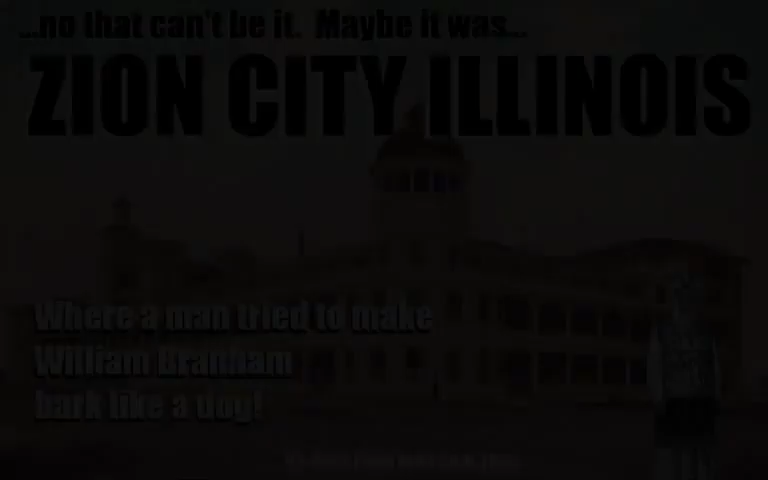 ...no that can't be it. Maybe it was...
ZION CITY ILLINOIS
Where a man tried to make
William Branham
bark like a dog!